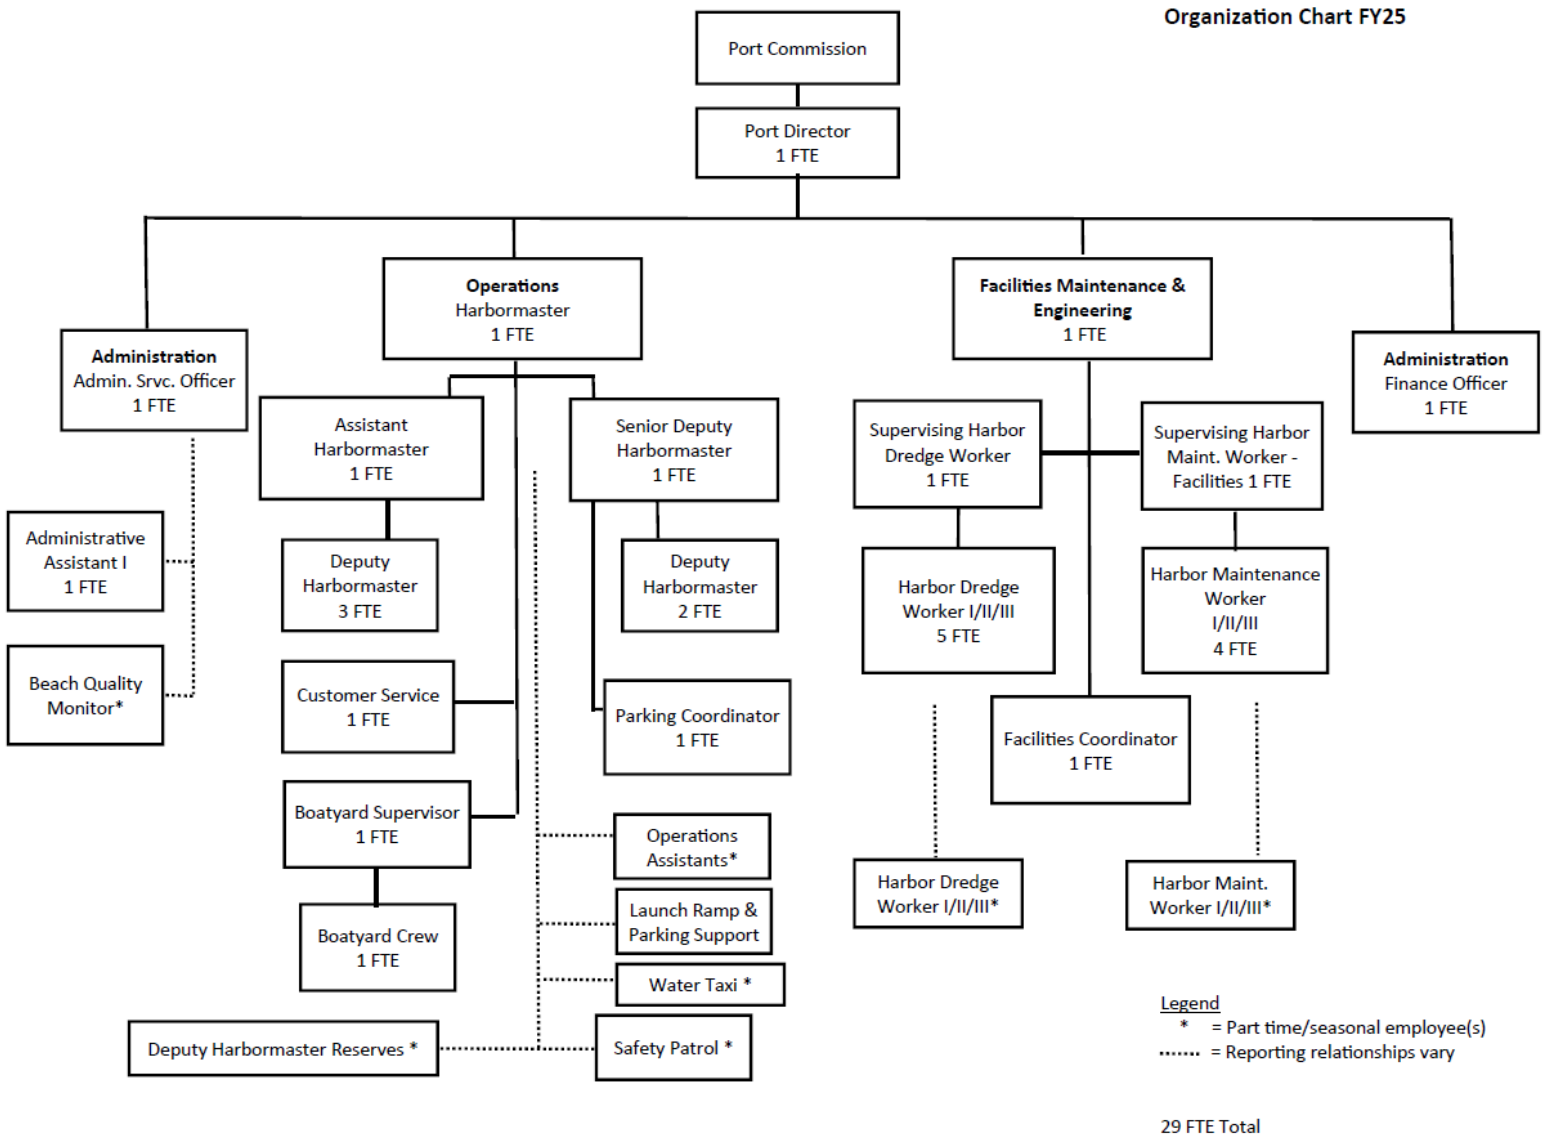 Organization Chart FY25
Port Commission
Port Director
1 FTE
Operations
Harbormaster
1 FTE
Facilities Maintenance &
Engineering
1 FTE
Administration
Admin. Srvc. Officer
1 FTE
Administration
Finance Officer
1 FTE
Assistant
Harbormaster
1 FTE
Senior Deputy
Harbormaster
1 FTE
Supervising Harbor
Dredge Worker
1 FTE
Supervising Harbor
Maint. Worker -
Facilities 1 FTE
Administrative
Assistant I
1 FTE
Deputy
Harbormaster
3 FTE
Deputy
Harbormaster
2 FTE
Harbor Dredge
Worker I/II/III
5 FTE
Harbor Maintenance
Worker
I/II/III
4 FTE
Beach Quality
Monitor*
Customer Service
1 FTE
Parking Coordinator
1 FTE
Facilities Coordinator
1 FTE
Boatyard Supervisor
1 FTE
Operations
Assistants*
Harbor Dredge
Worker I/II/III*
Harbor Maint.
Worker I/II/III*
Boatyard Crew
1 FTE
Launch Ramp &
Parking Support
Water Taxi *
Deputy Harbormaster Reserves *
Safety Patrol *
Legend
* = Part time/seasonal employee(s)
....... = Reporting relationships vary
29 FTE Total